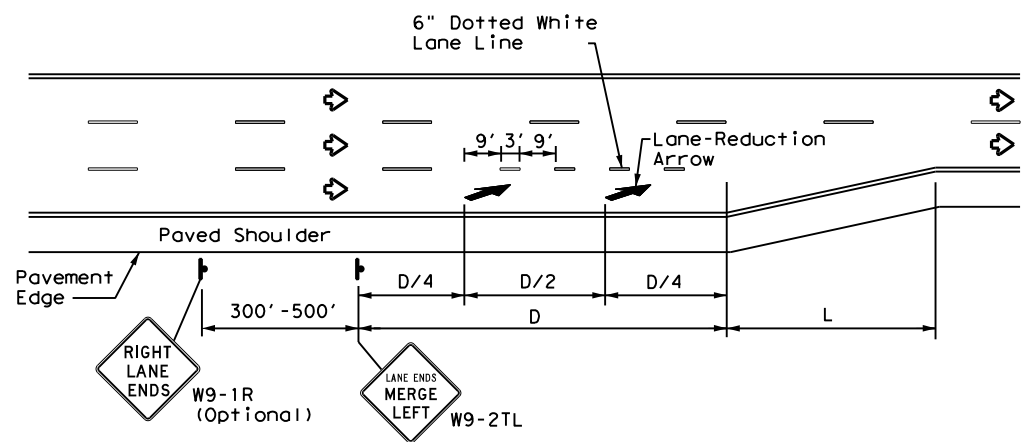 6" Dotted White
Lane Line
9' 3' 9'
Lane-Reduction
Arrow
Paved Shoulder
Pavement
Edge
D/4 D/2 D/4
300'-500' D L
RIGHT
LANE
ENDS
W9-1R
(Optional)
LANE ENDS
MERGE
LEFT
W9-2TL